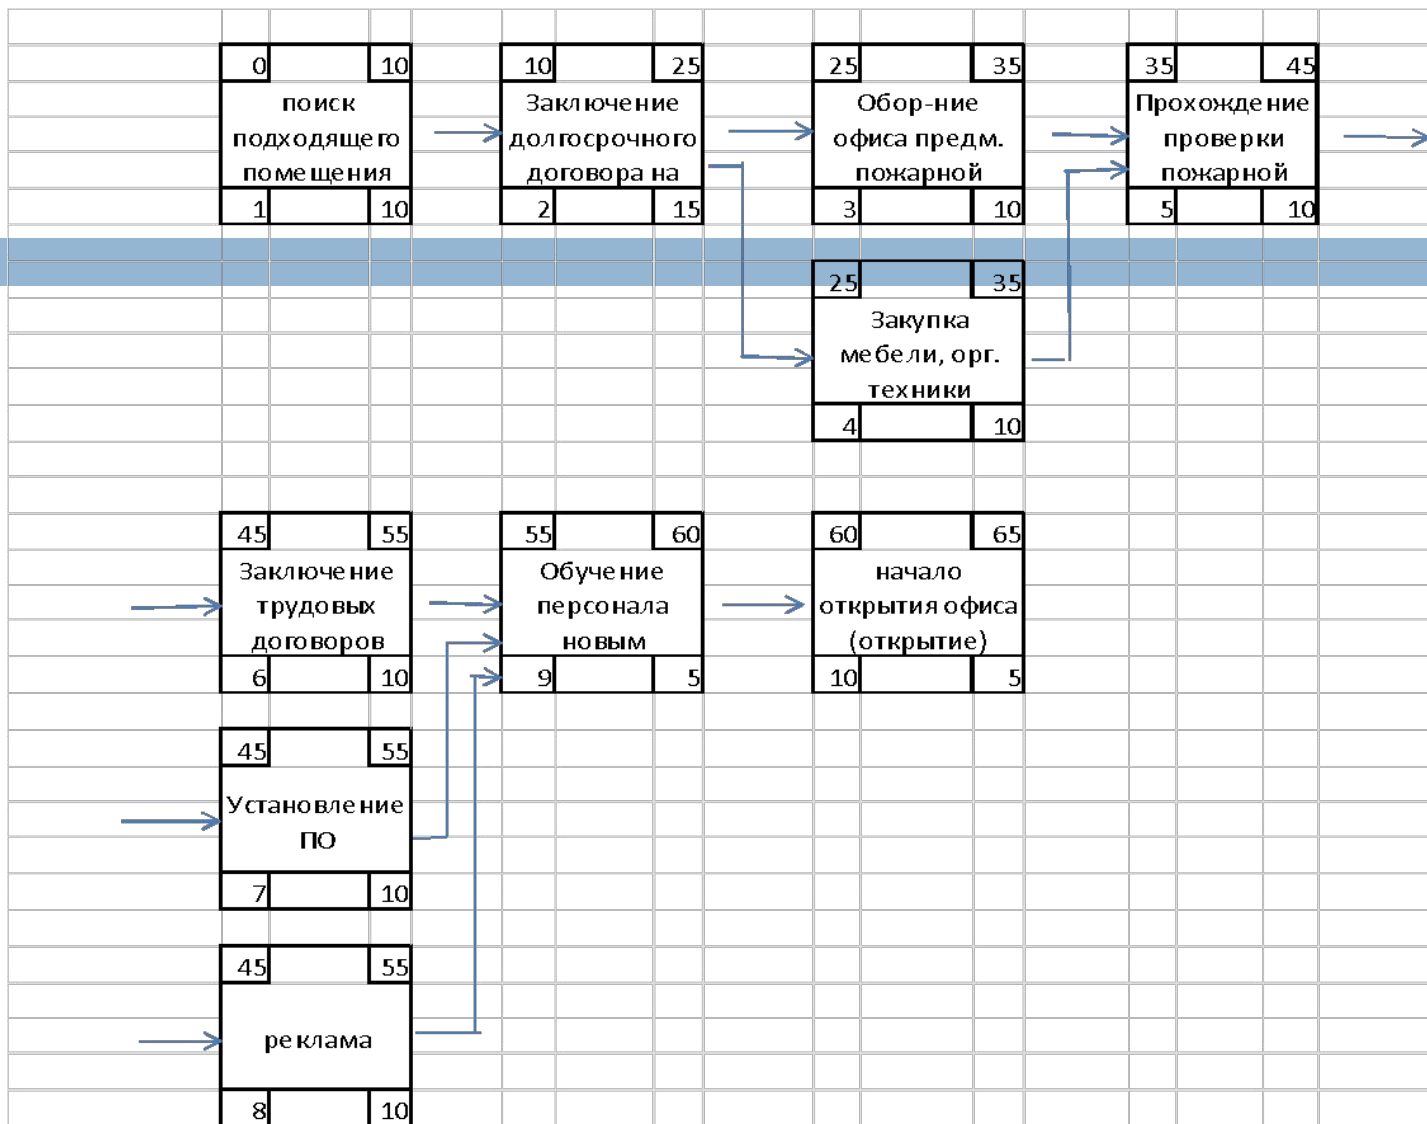 0 10
поиск
подходящего
помещения
1 10
10 25
Заключение
долгосрочного
договора на
2 15
25 35
Обор-ние
офиса предм.
пожарной
3 10
35 45
Прохождение
проверки
пожарной
5 10
25 35
Закупка
мебели, орг.
техники
4 10
45 55
Заключение
трудовых
договоров
6 10
55 60
Обучение
персонала
новым
9 5
60 65
начало
открытия офиса
(открытие)
10 5
45 55
Установление
ПО
7 10
45 55
реклама
8 10